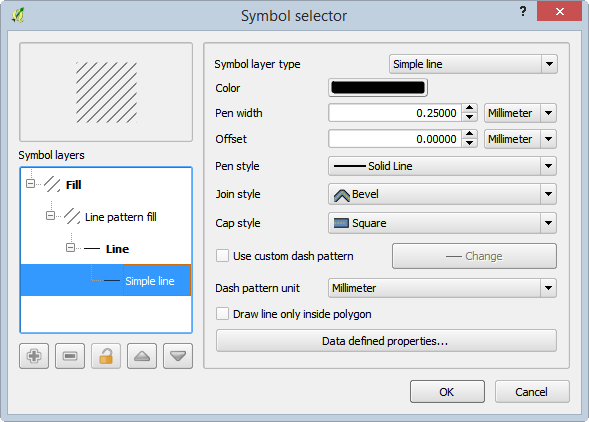 Symbol selector
?
Symbol layers
Fill
Line pattern fill
Line
Simple line
Symbol layer type Simple line
Color
Pen width 0.25000 Millimeter
Offset 0.00000 Millimeter
Pen style Solid Line
Join style Bevel
Cap style Square
Use custom dash pattern Change
Dash pattern unit Millimeter
Draw line only inside polygon
Data defined properties...
OK Cancel